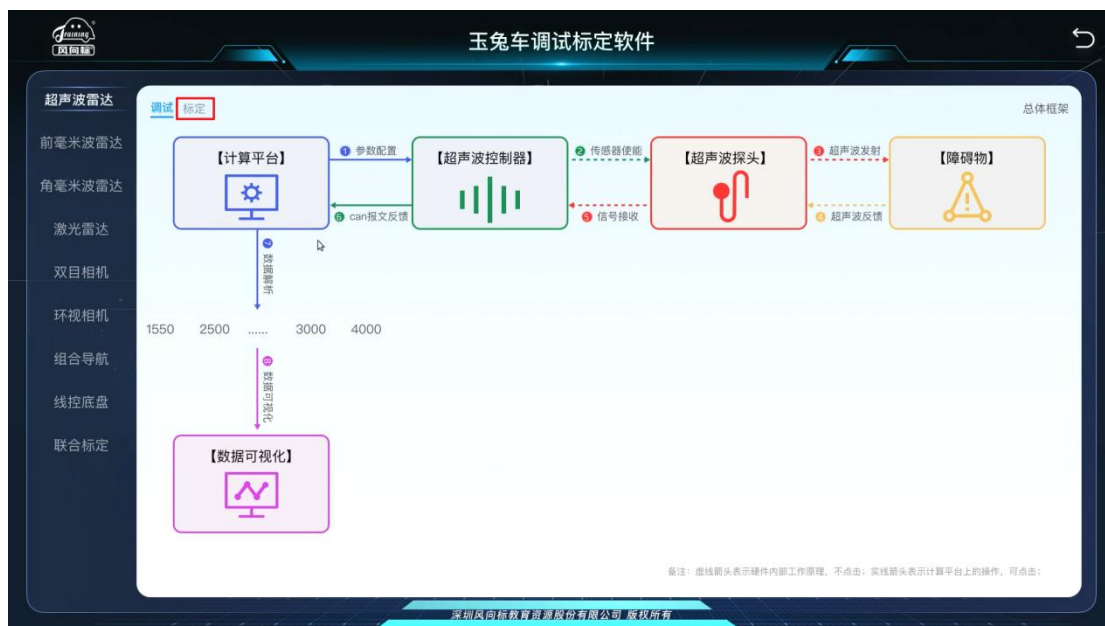 Training
风向标
玉兔车调试标定软件
超声波雷达
前毫米波雷达
角毫米波雷达
激光雷达
双目相机
环视相机
组合导航
线控底盘
联合标定
调试 标定 总体框架
【计算平台】
1 参数配置
【超声波控制器】
2 传感器使能
【超声波探头】
3 超声波发射
【障碍物】
6 can报文反馈
5 信号接收
4 超声波反馈
7 数据解析
1550 2500 ...... 3000 4000
8 数据可视化
【数据可视化】
备注：虚线箭头表示硬件内部工作原理，不点击；实线箭头表示计算平台上的操作，可点击；
深圳风向标教育资源股份有限公司 版权所有